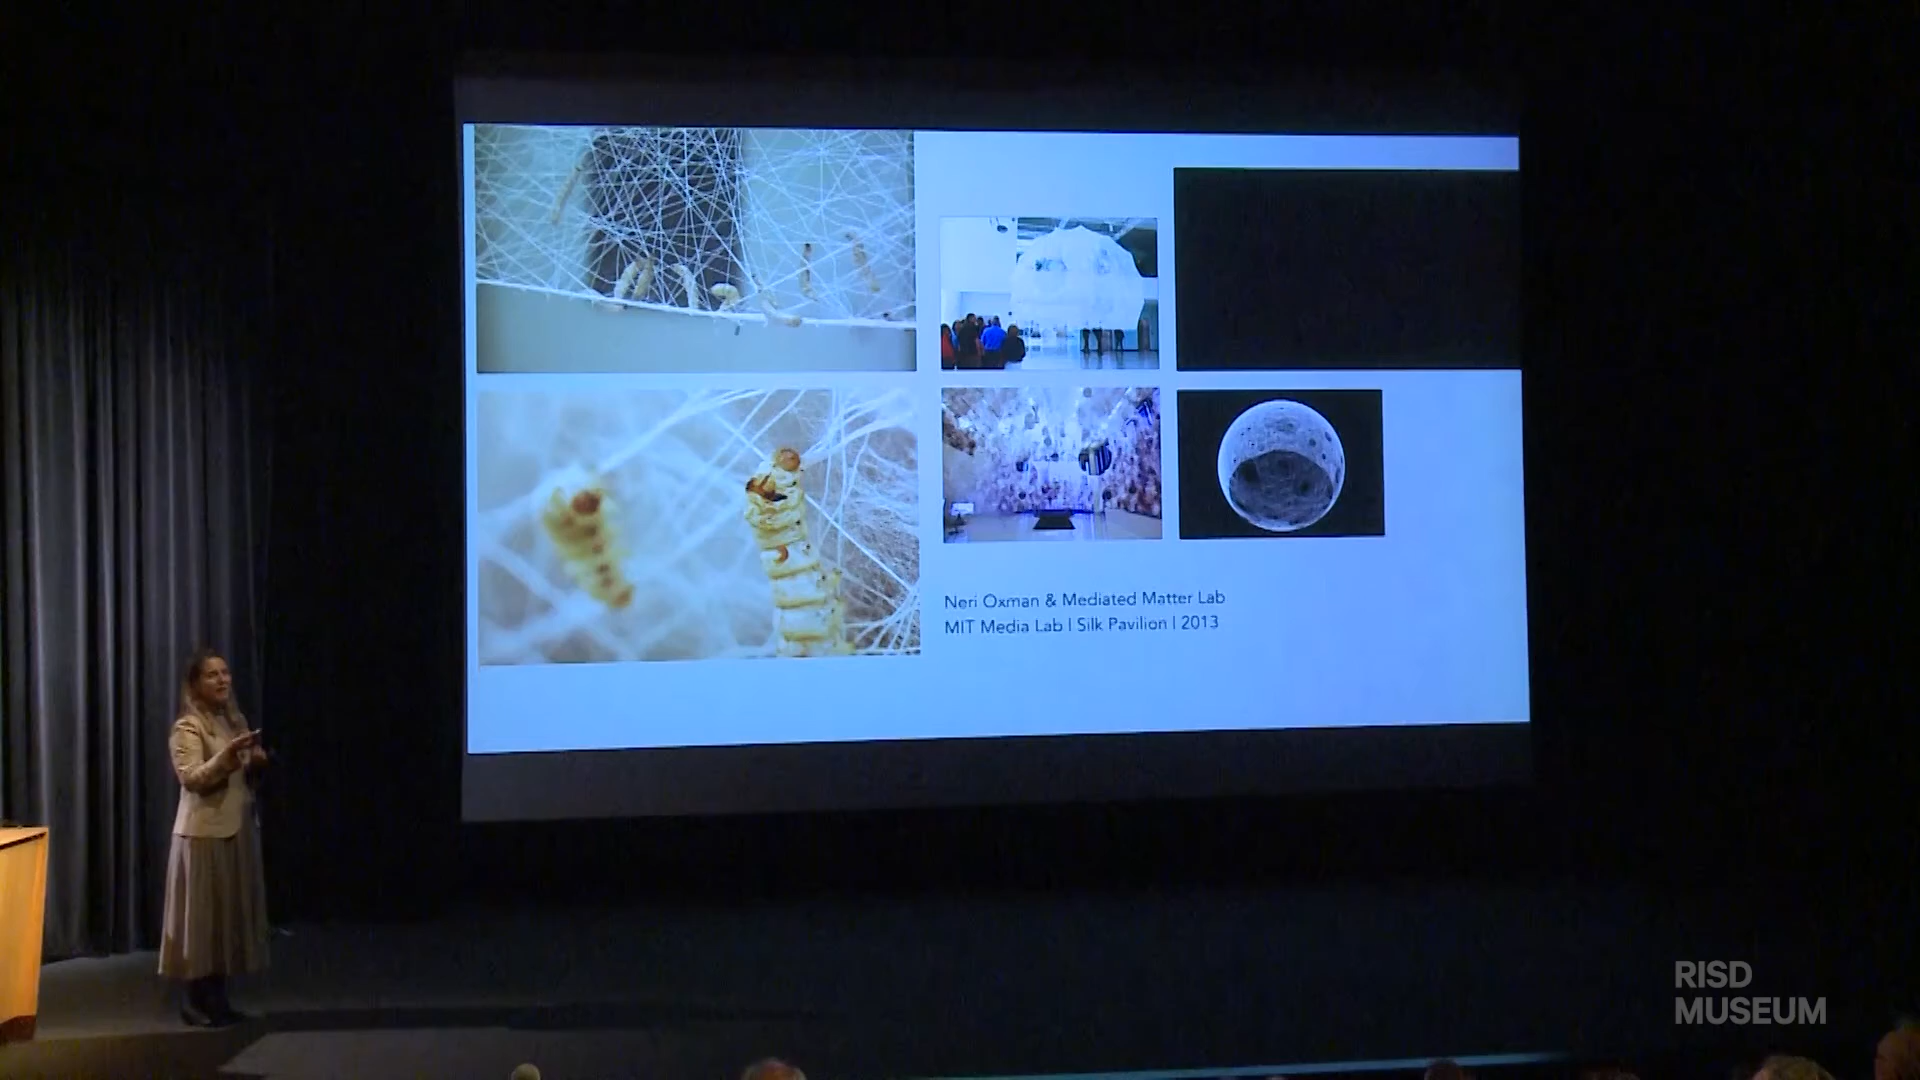 Neri Oxman & Mediated Matter Lab
MIT Media Lab | Silk Pavilion | 2013
RISD
MUSEUM